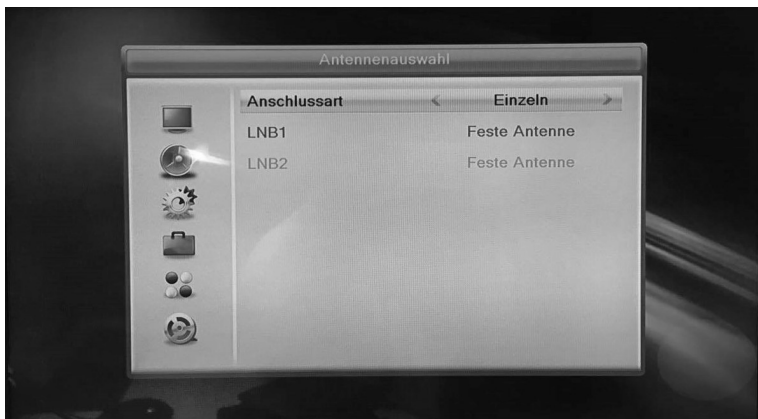 Antennenauswahl
Anschlussart Einzeln
LNB1 Feste Antenne
LNB2 Feste Antenne